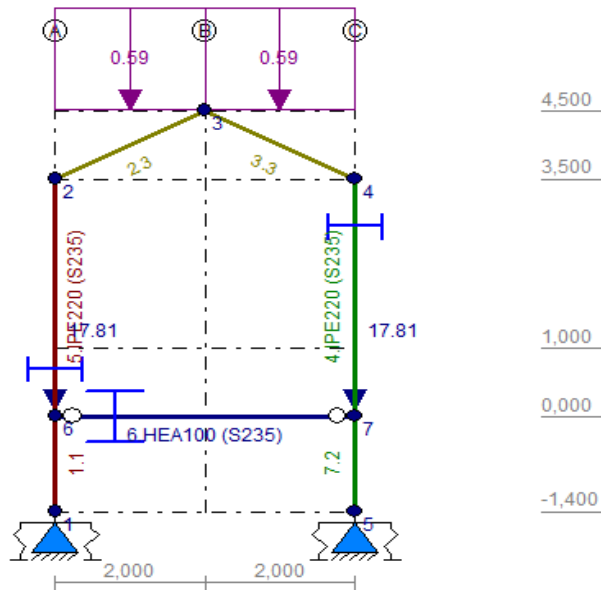 A B C
0.59 0.59
3 4,500
2.3 3.3
2 4 3,500
5.IPE220 (S235) 4.IPE220 (S235)
17.81 17.81 1,000
6 7 0,000
6.HEA100 (S235)
1.1 7.2
1 5 -1,400
2,000 2,000